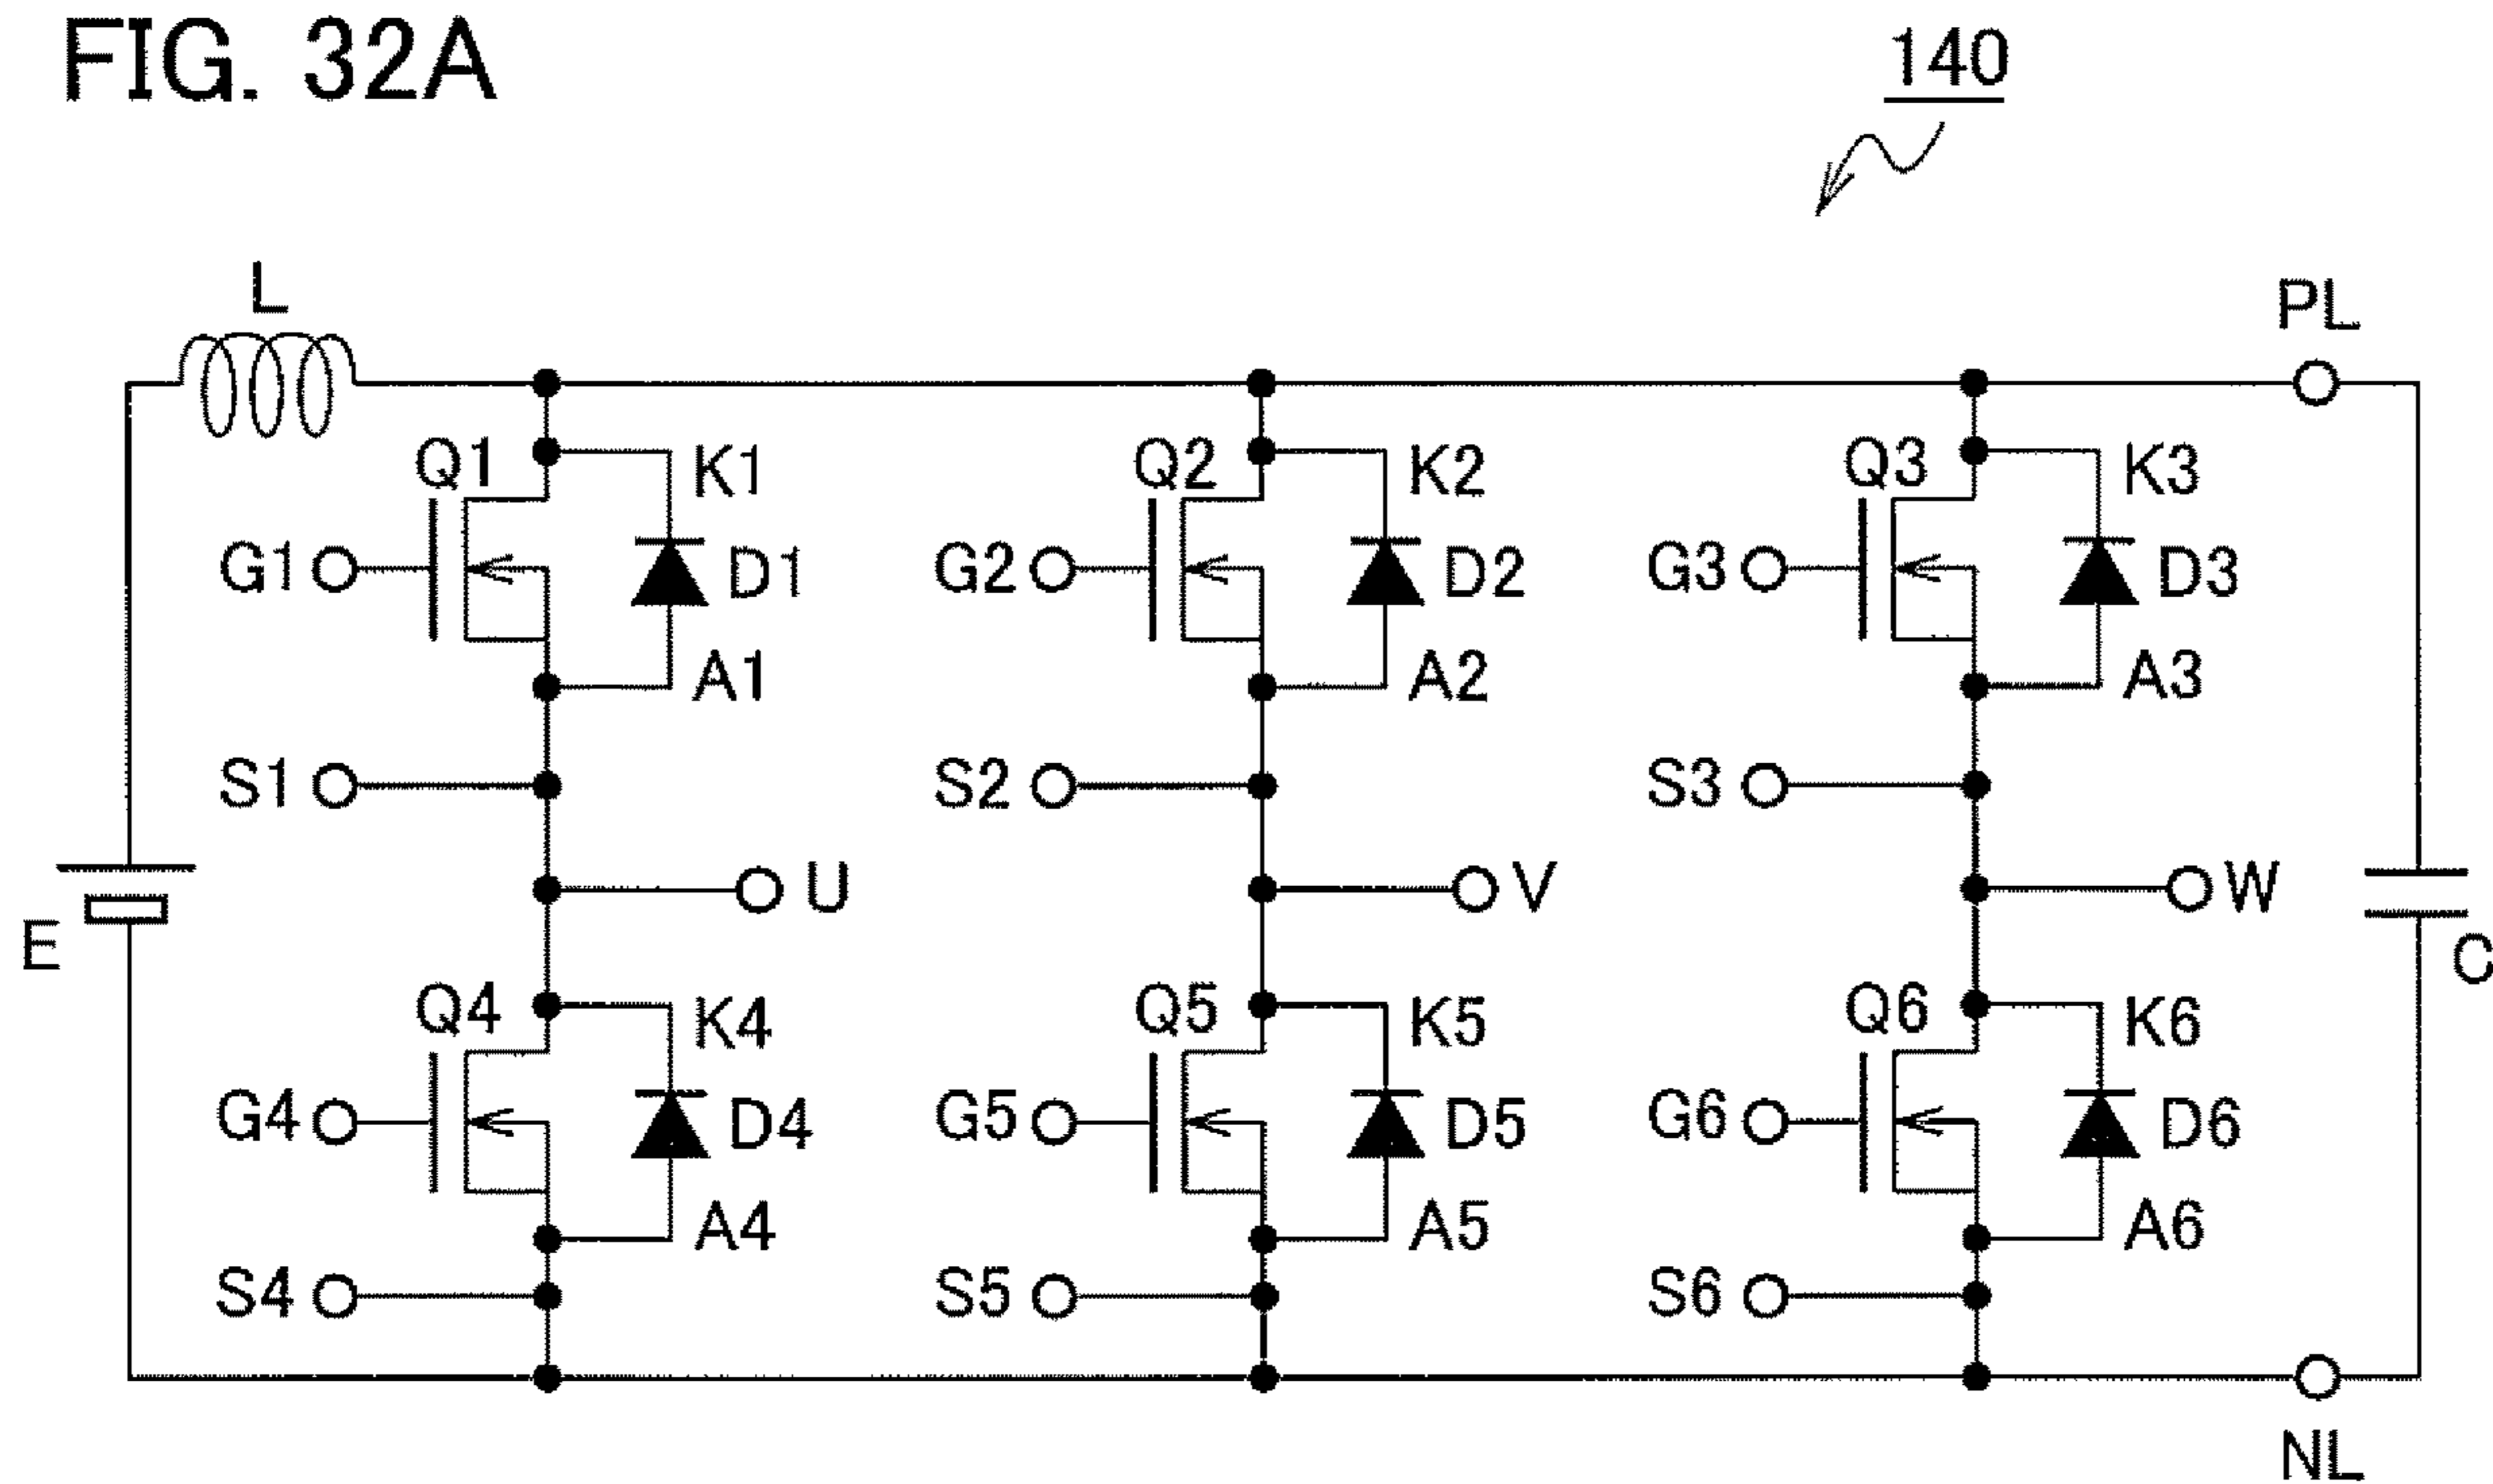 FIG. 32A
140
L
PL
Q1 K1 Q2 K2 Q3 K3
G1 D1 G2 D2 G3 D3
A1 A2 A3
S1 S2 S3
U V W
E C
Q4 K4 Q5 K5 Q6 K6
G4 D4 G5 D5 G6 D6
A4 A5 A6
S4 S5 S6
NL